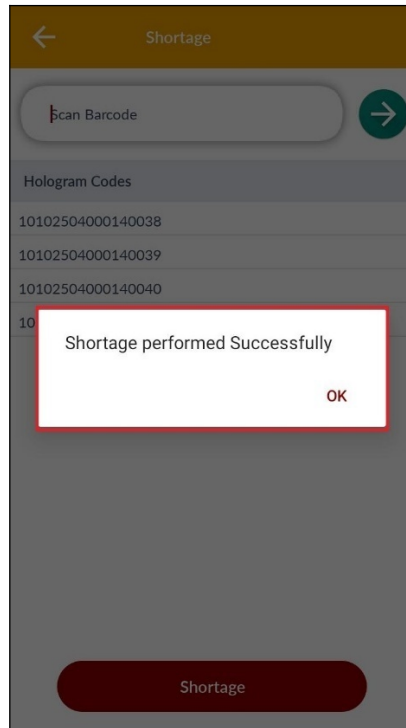 Shortage
Scan Barcode
Hologram Codes
10102504000140038
10102504000140039
10102504000140040
10
Shortage performed Successfully
OK
Shortage